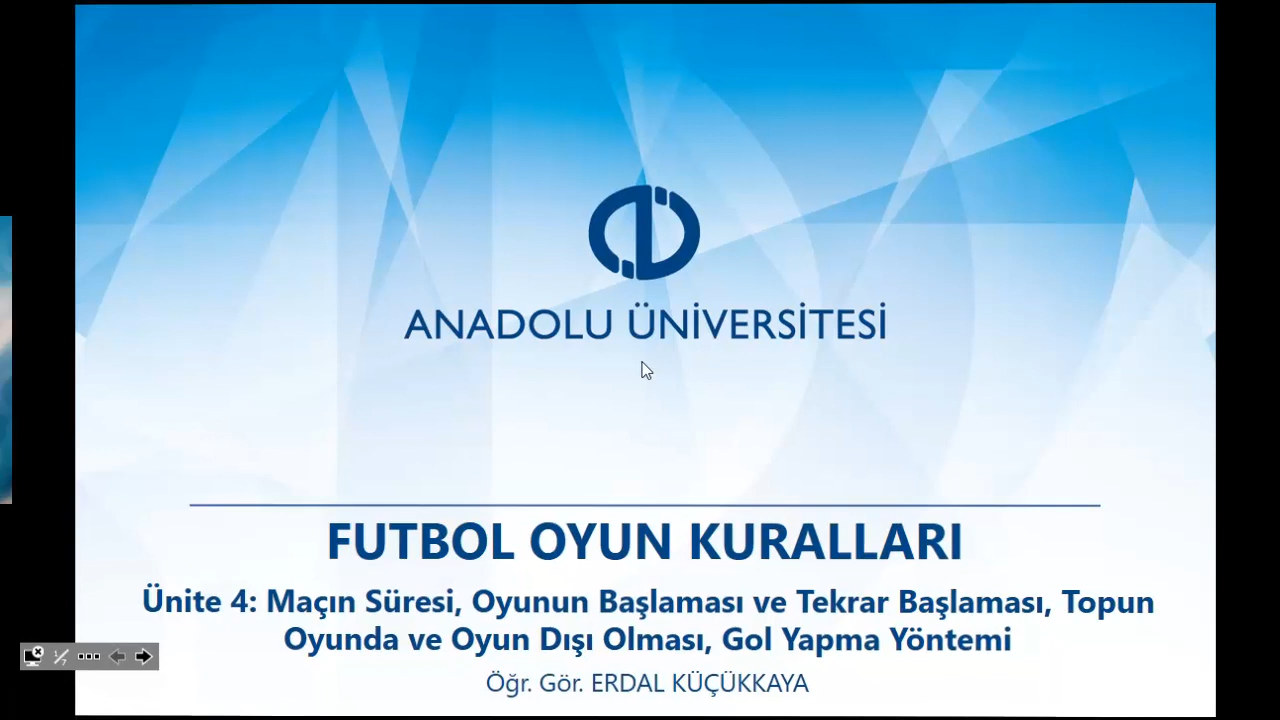 ANADOLU ÜNİVERSİTESİ
FUTBOL OYUN KURALLARI
Ünite 4: Maçın Süresi, Oyunun Başlaması ve Tekrar Başlaması, Topun
Oyunda ve Oyun Dışı Olması, Gol Yapma Yöntemi
Öğr. Gör. ERDAL KÜÇÜKKAYA